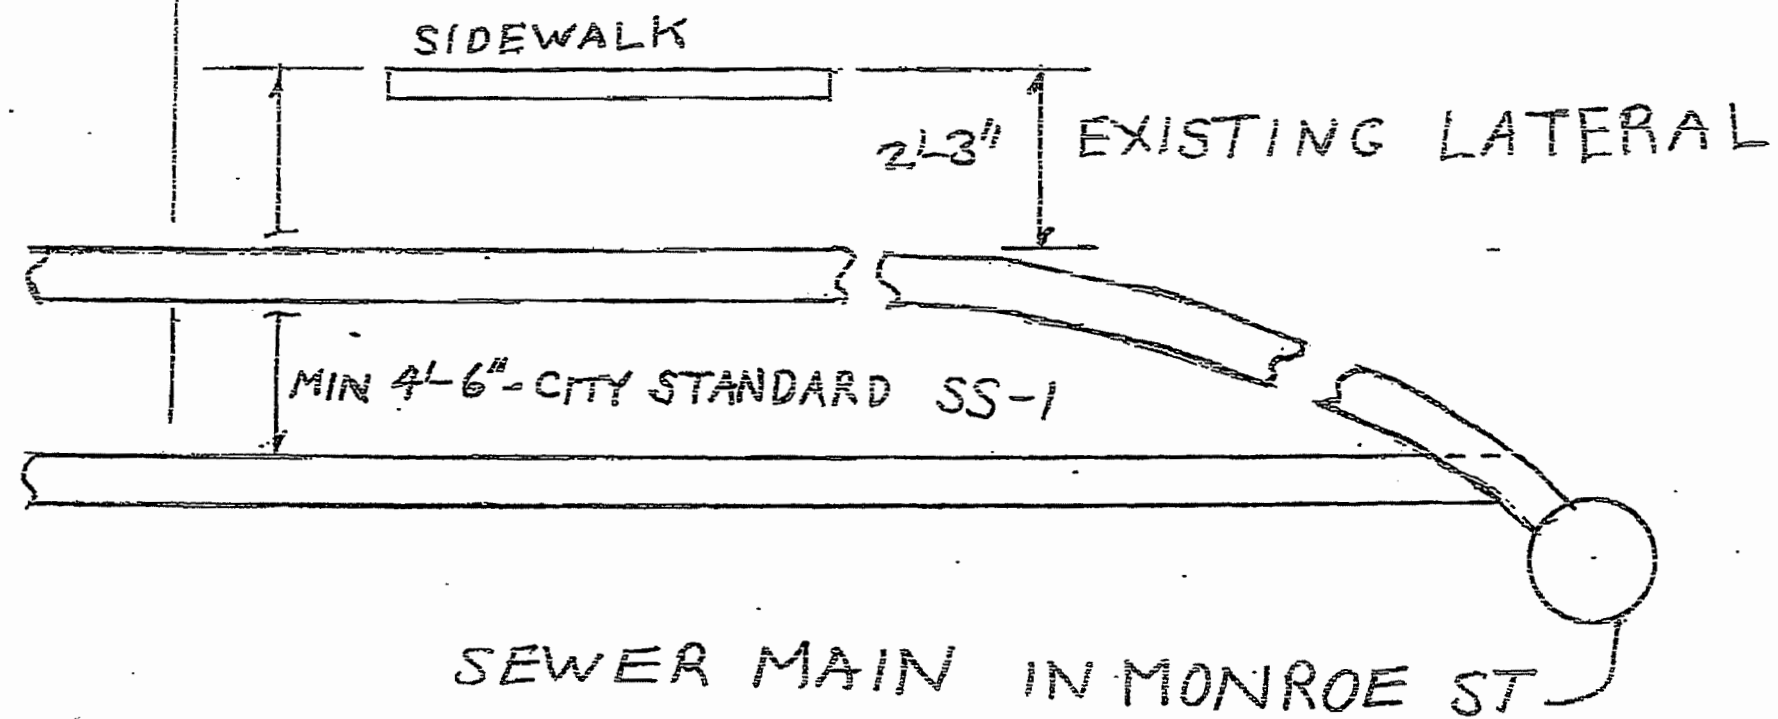 SIDEWALK
2'-3" EXISTING LATERAL
MIN 4'-6"-CITY STANDARD SS-1
SEWER MAIN IN MONROE ST